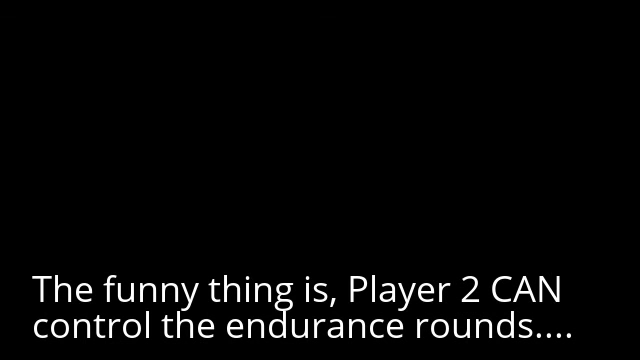 The funny thing is, Player 2 CAN
control the endurance rounds....